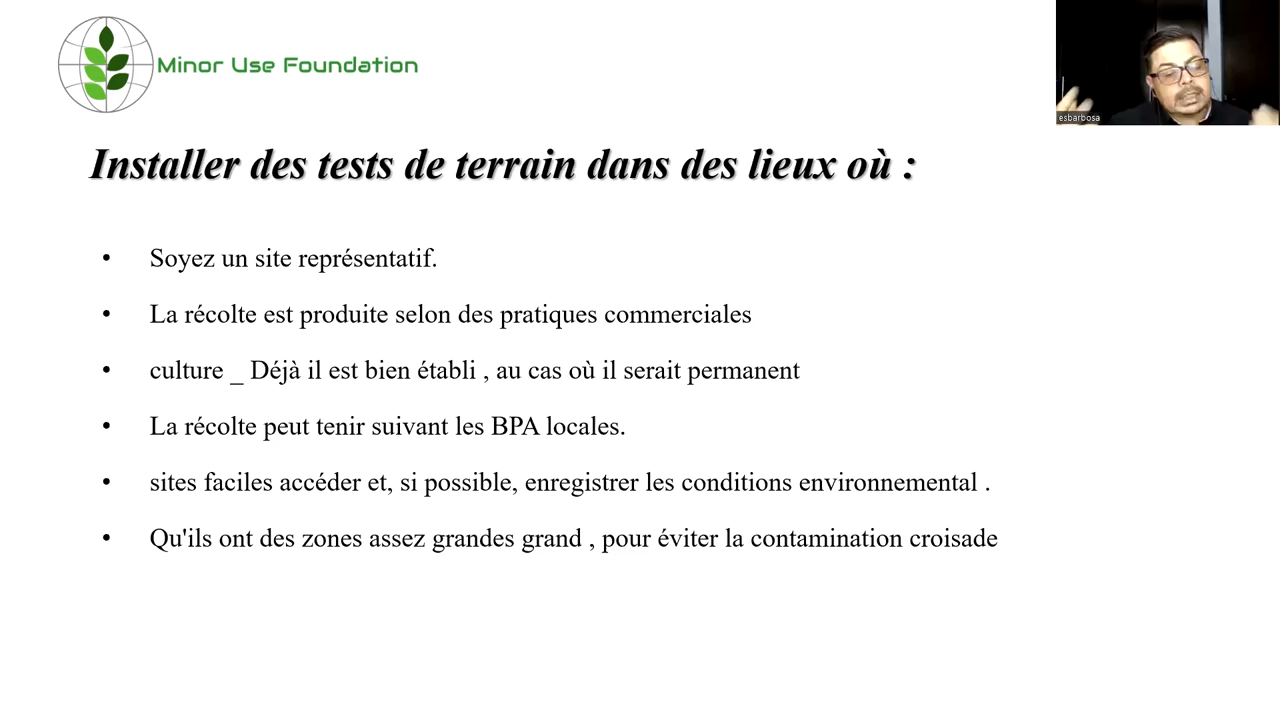 Minor Use Foundation
esbarbosa
Installer des tests de terrain dans des lieux où :
• Soyez un site représentatif.
• La récolte est produite selon des pratiques commerciales
• culture _ Déjà il est bien établi , au cas où il serait permanent
• La récolte peut tenir suivant les BPA locales.
• sites faciles accéder et, si possible, enregistrer les conditions environnemental .
• Qu'ils ont des zones assez grandes grand , pour éviter la contamination croisade